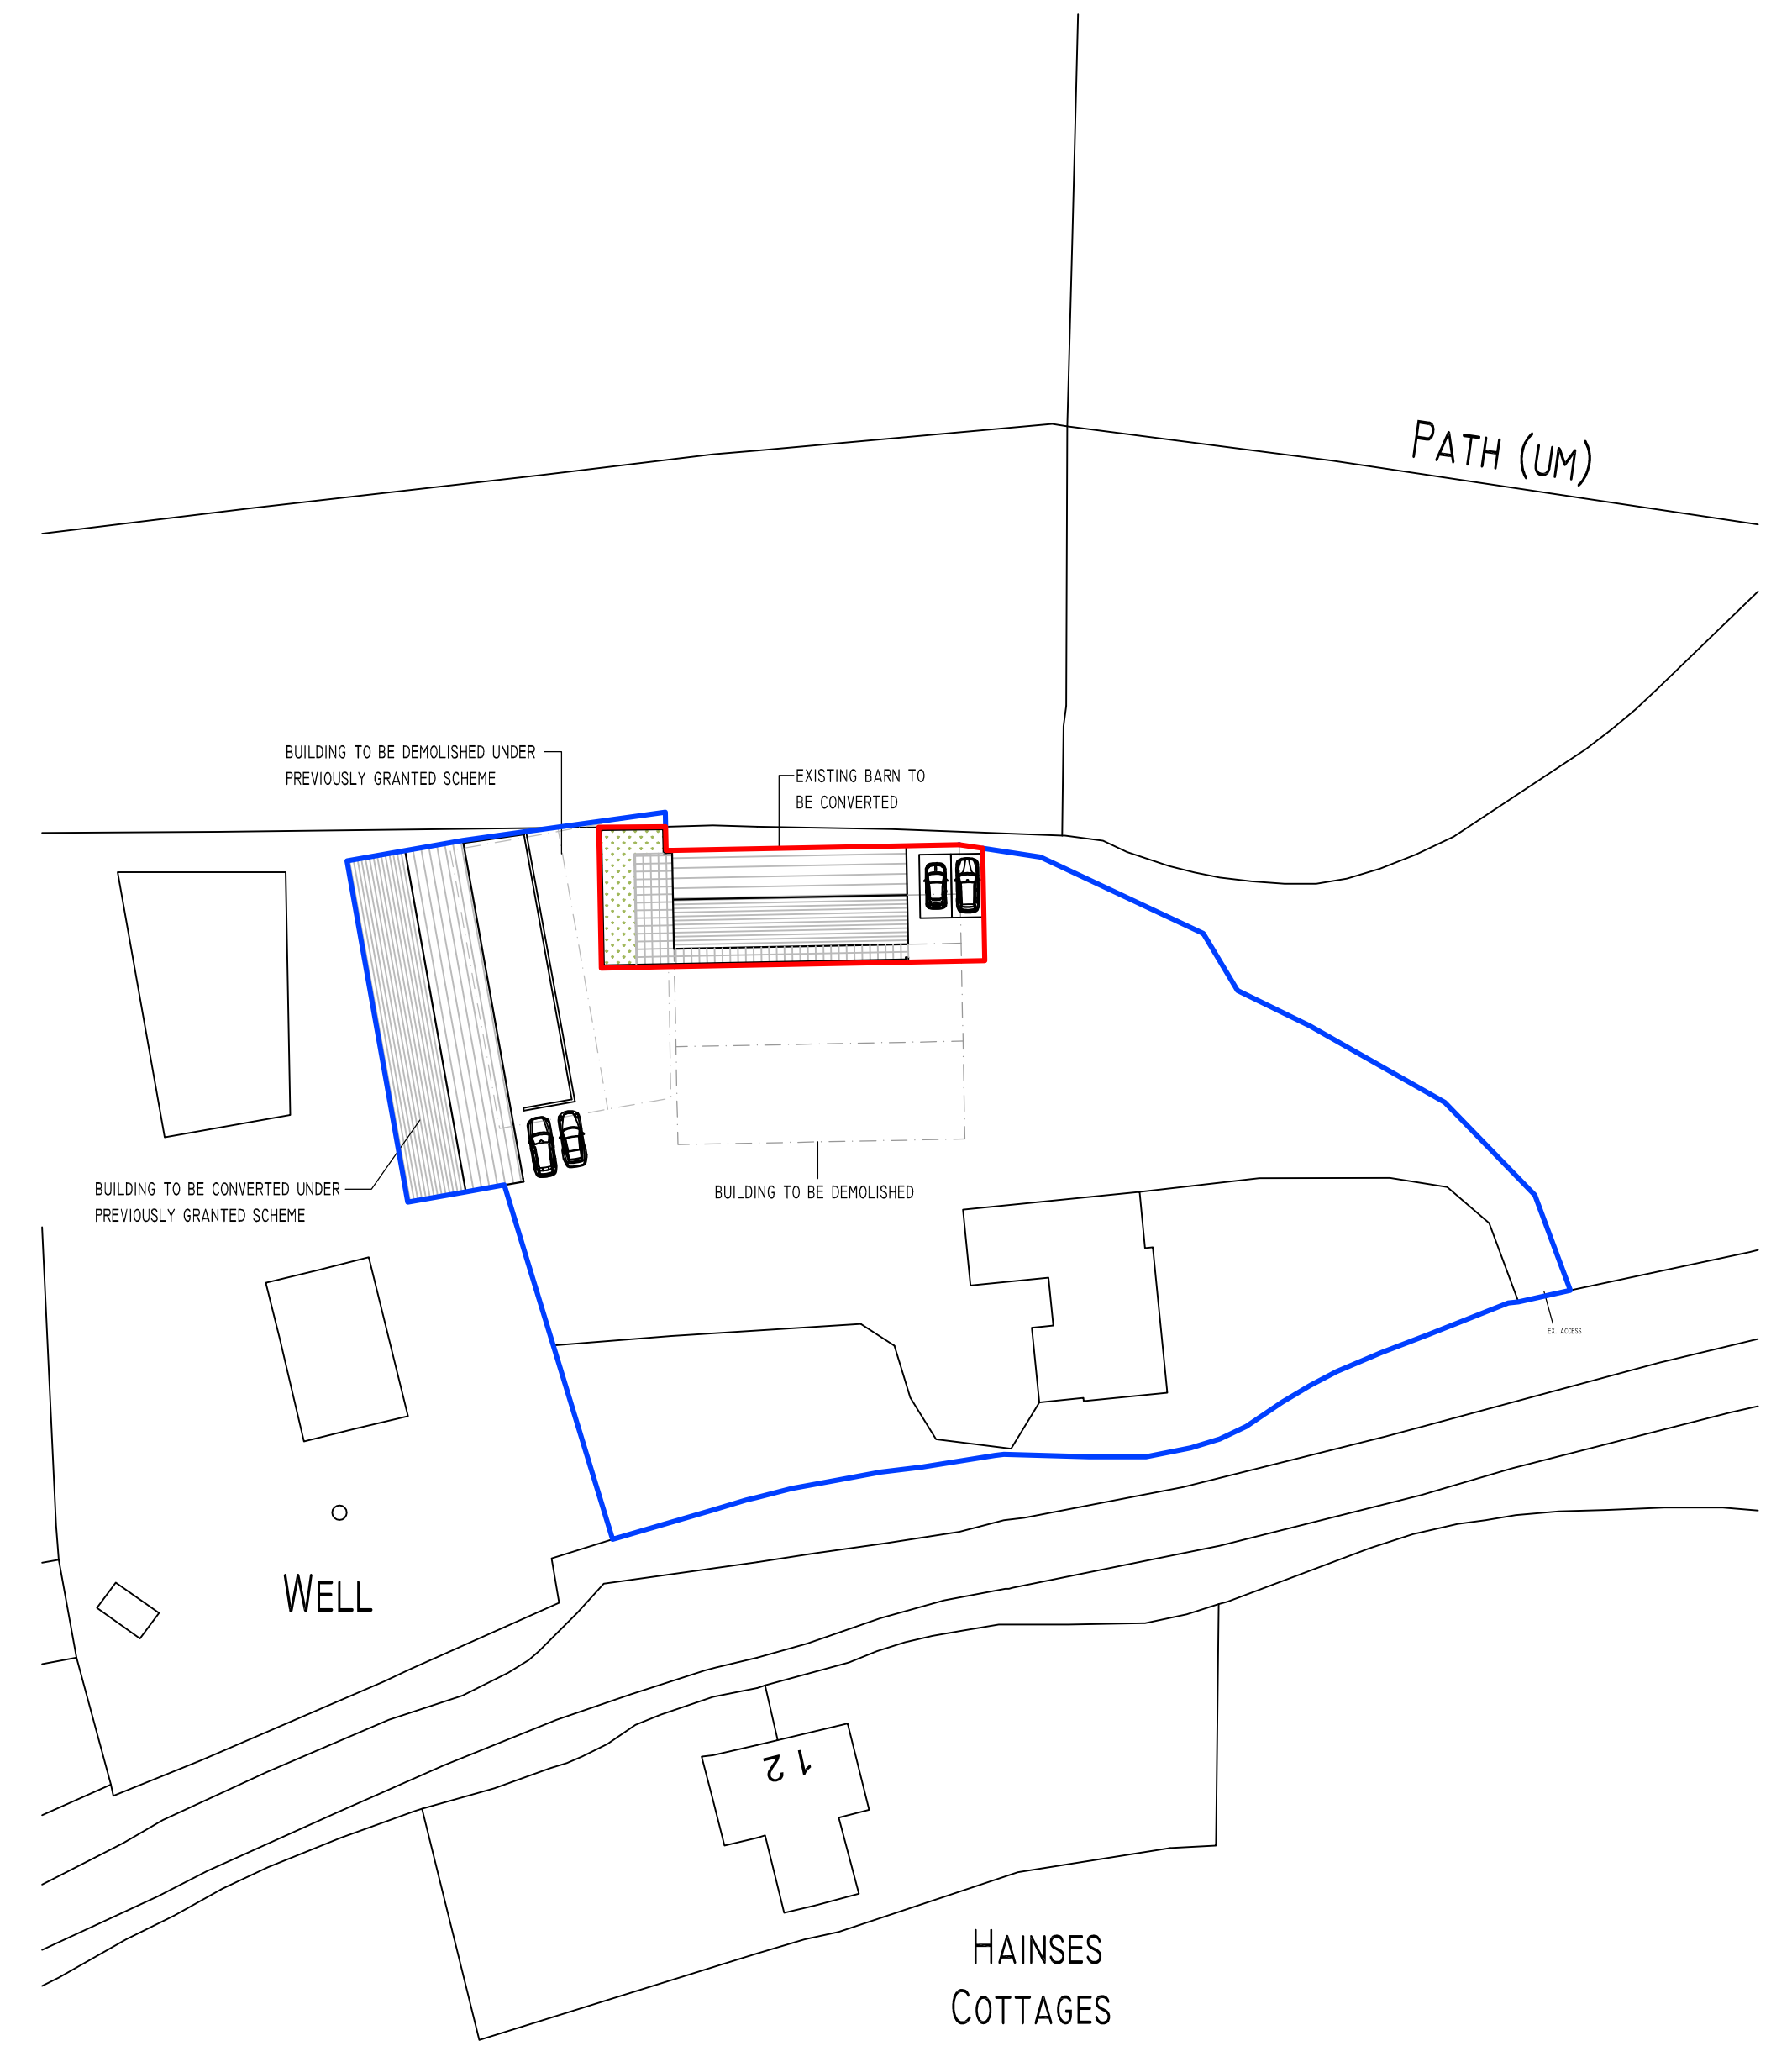 PATH (UM)
BUILDING TO BE DEMOLISHED UNDER
PREVIOUSLY GRANTED SCHEME
EXISTING BARN TO
BE CONVERTED
BUILDING TO BE CONVERTED UNDER
PREVIOUSLY GRANTED SCHEME
BUILDING TO BE DEMOLISHED
EX. ACCESS
WELL
1 2
HAINSES
COTTAGES